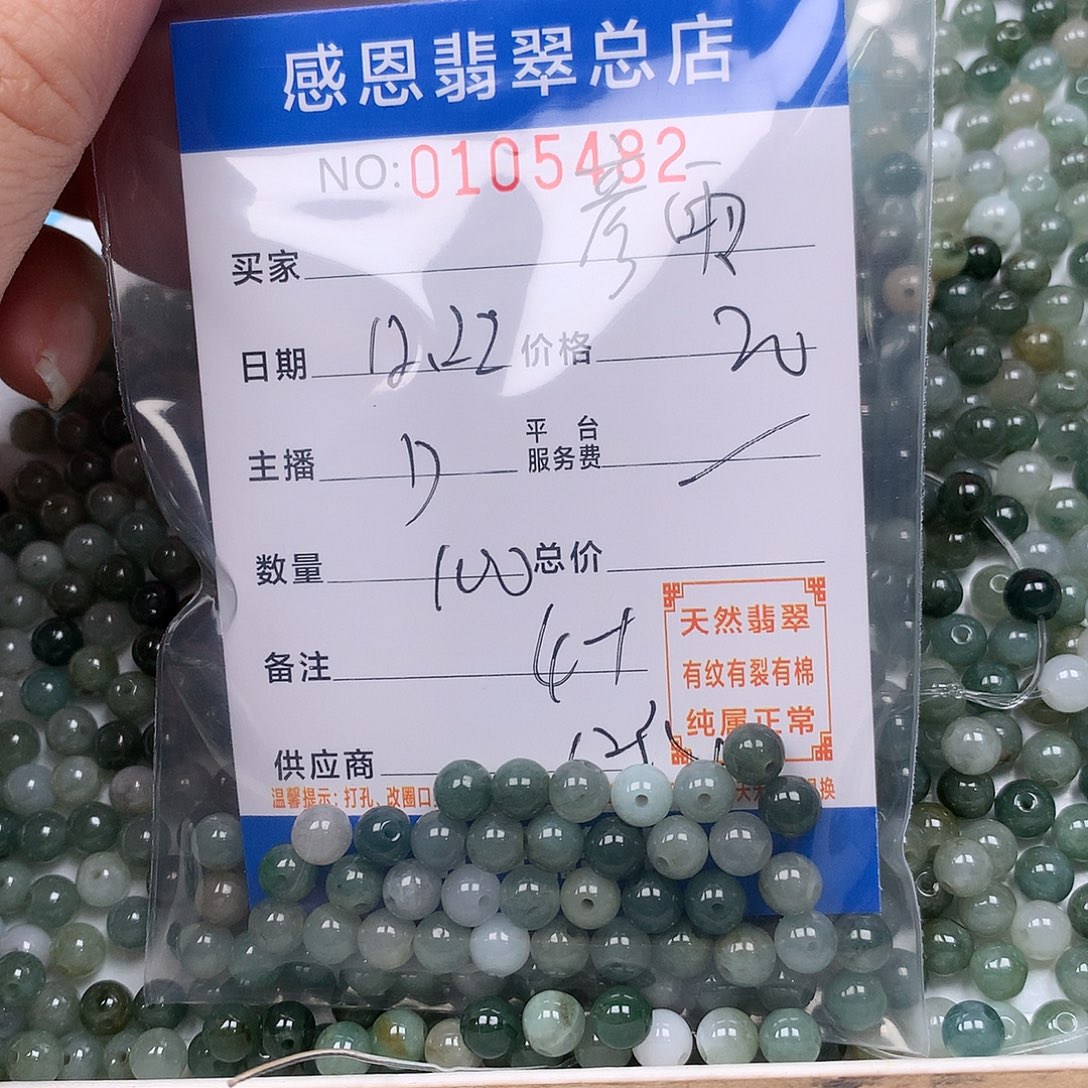 感恩翡翠总店
NO:0105482
买家 彦雨
日期 12.22 价格 20
主播 D 平台服务费
数量 100 总价
备注
天然翡翠
有纹有裂有棉
纯属正常
供应商
温馨提示：打孔、改圈口 换